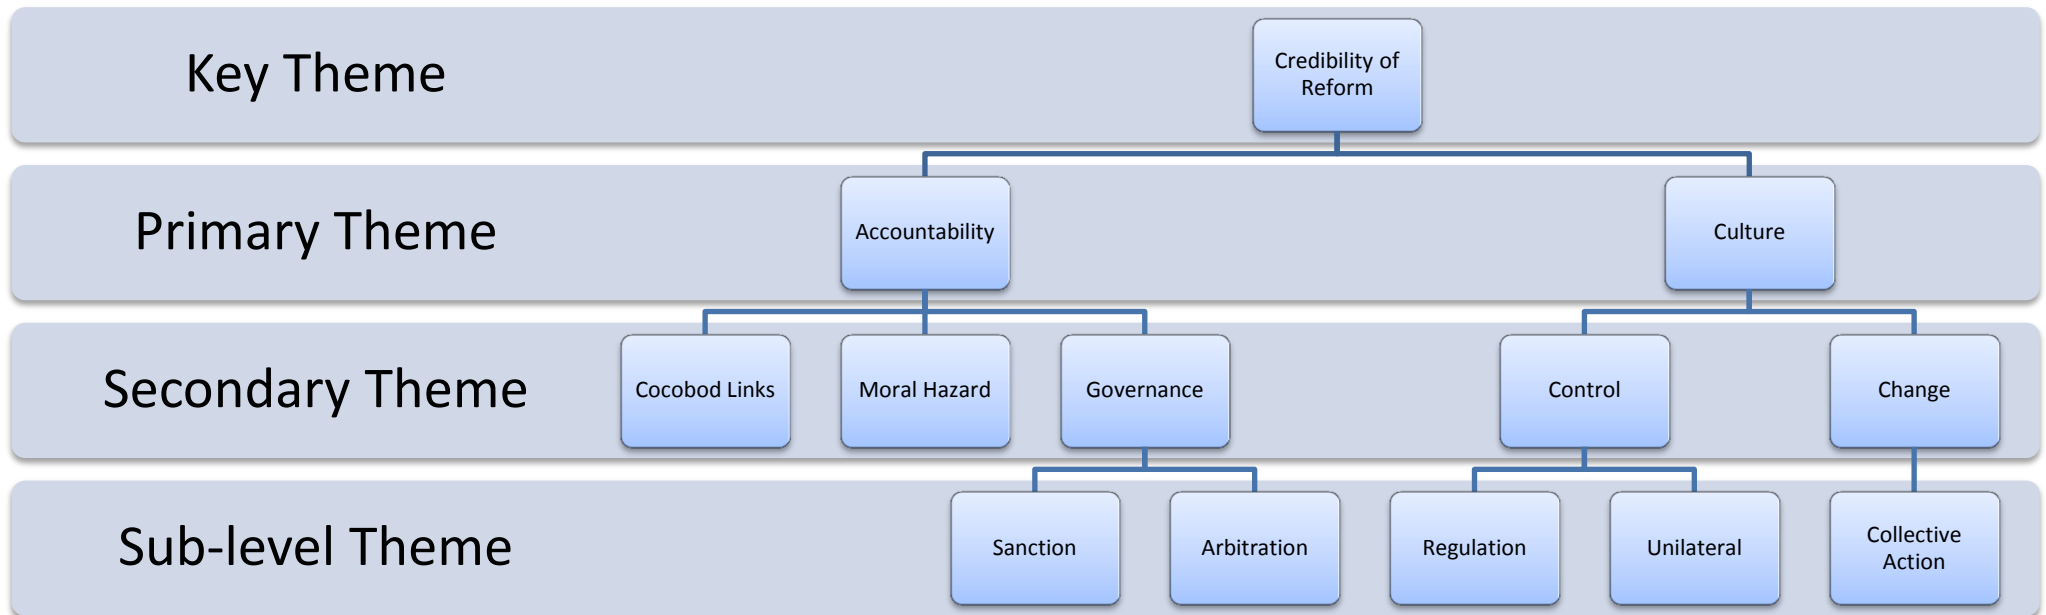 Key Theme
Credibility of
Reform
Primary Theme
Accountability
Culture
Secondary Theme
Cocobod Links
Moral Hazard
Governance
Control
Change
Sub-level Theme
Sanction
Arbitration
Regulation
Unilateral
Collective
Action